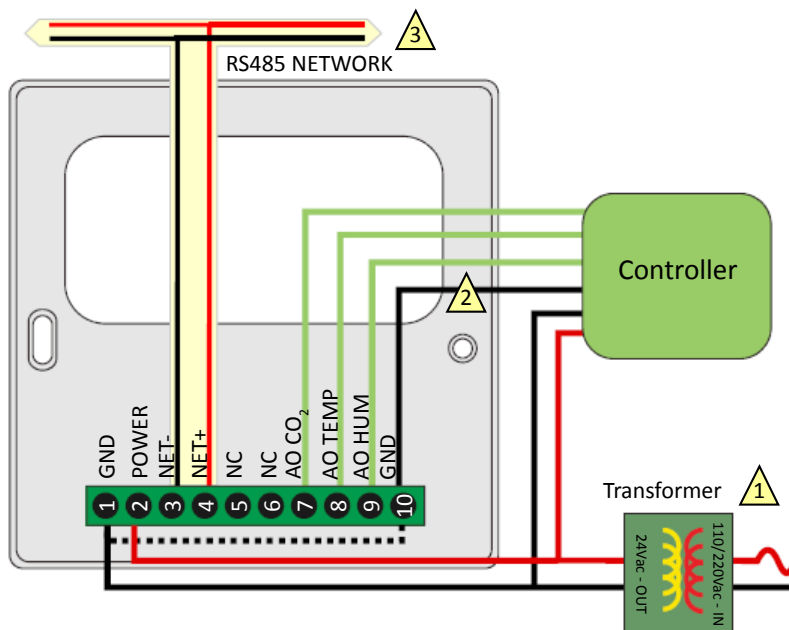 3
RS485 NETWORK
Controller
2
GND
POWER
NET-
NET+
NC
NC
AO CO₂
AO TEMP
AO HUM
GND
1
2
3
4
5
6
7
8
9
10
Transformer
1
24Vac - OUT
110/220Vac - IN